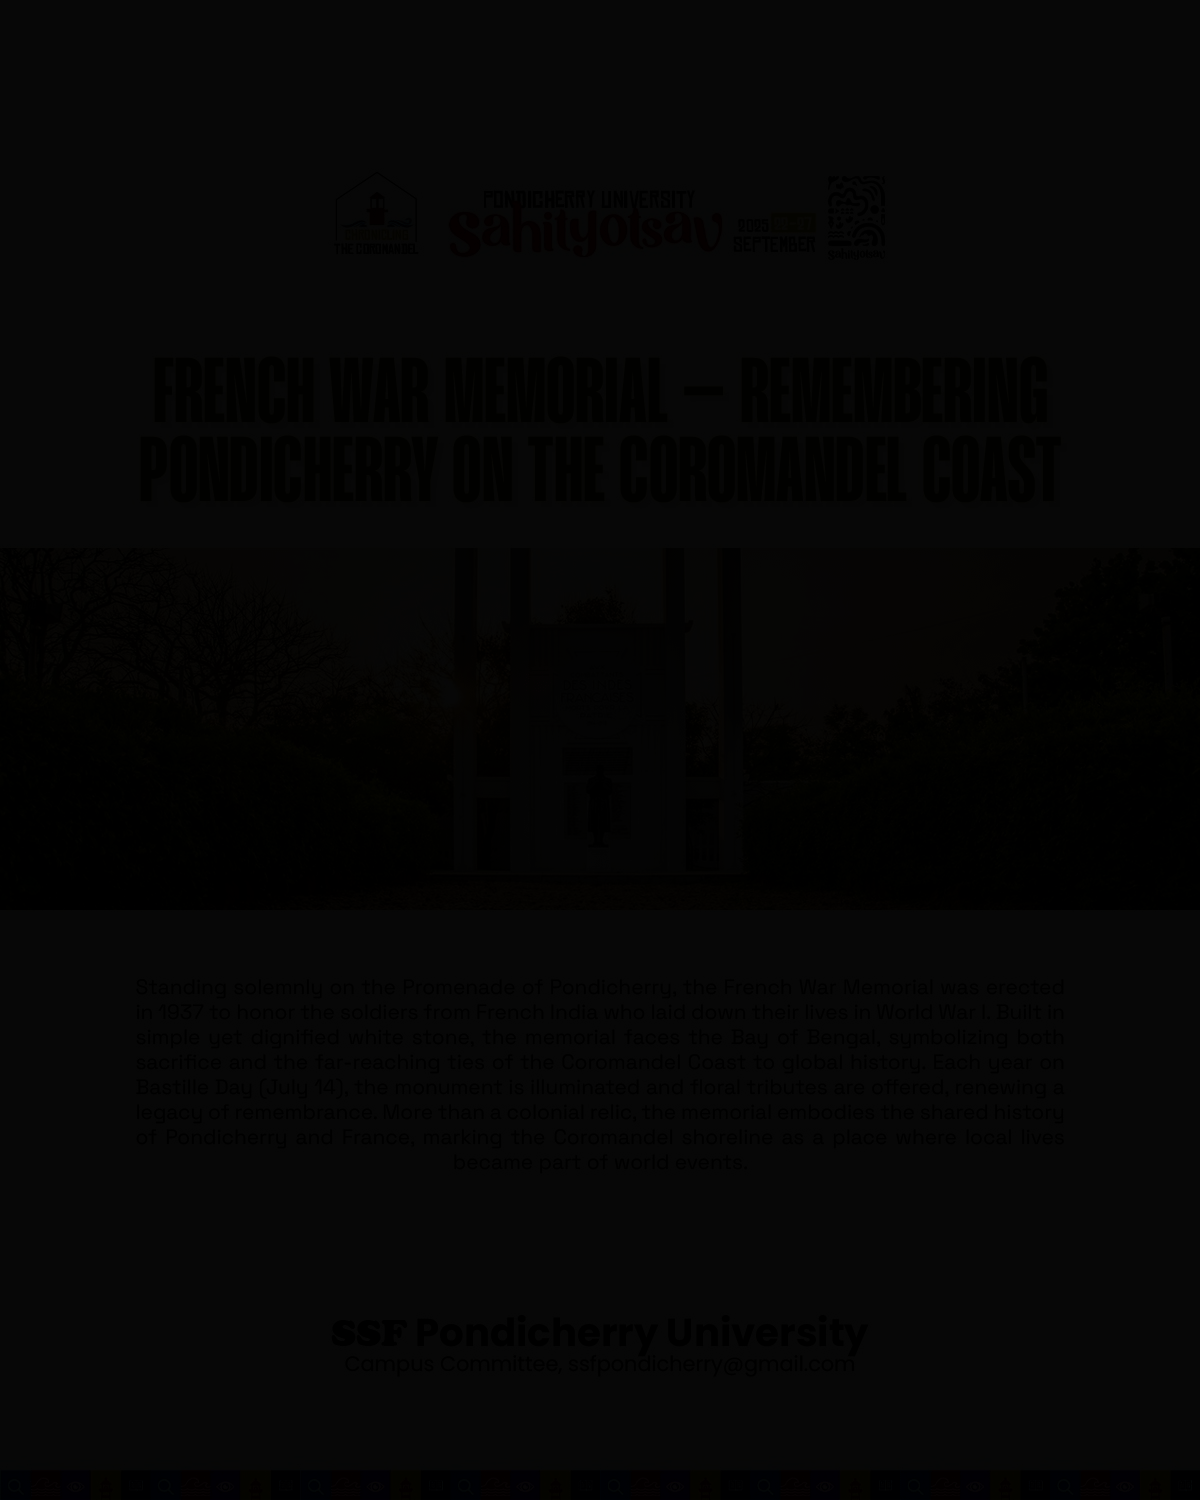 THE COROMANDEL
PONDICHERRY UNIVERSITY
Sahityotsav
SEPTEMBER
FRENCH WAR MEMORIAL – REMEMBERING
PONDICHERRY ON THE COROMANDEL COAST
Standing solemnly on the Promenade of Pondicherry, the French War Memorial was erected
in 1937 to honor the soldiers from French India who laid down their lives in World War I. Built in
simple yet dignified white stone, the memorial faces the Bay of Bengal, symbolizing both
sacrifice and the far-reaching ties of the Coromandel Coast to global history. Each year on
Bastille Day (July 14), the monument is illuminated and floral tributes are offered, renewing a
legacy of remembrance. More than a colonial relic, the memorial embodies the shared history
of Pondicherry and France, marking the Coromandel shoreline as a place where local lives
became part of world events.
SSF Pondicherry University
Campus Committee, ssfpondicherry@gmail.com